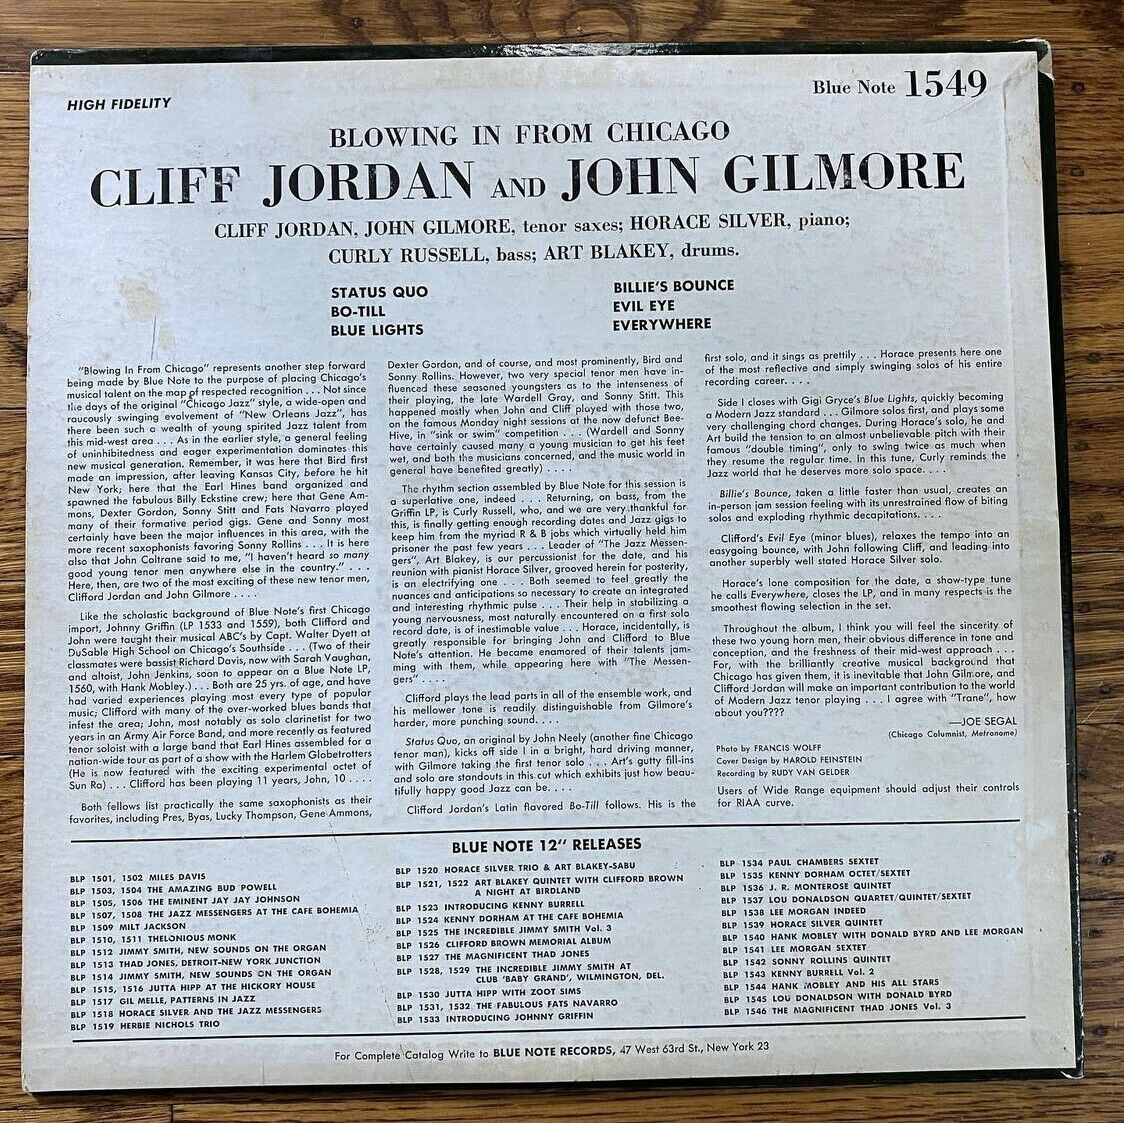 HIGH FIDELITY
Blue Note 1549
BLOWING IN FROM CHICAGO
CLIFF JORDAN AND JOHN GILMORE
CLIFF JORDAN, JOHN GILMORE, tenor saxes; HORACE SILVER, piano;
CURLY RUSSELL, bass; ART BLAKEY, drums.
STATUS QUO
BO-TILL
BLUE LIGHTS
BILLIE'S BOUNCE
EVIL EYE
EVERYWHERE
"Blowing In From Chicago" represents another step forward
being made by Blue Note to the purpose of placing Chicago's
musical talent on the map of respected recognition . . . Not since
the days of the original "Chicago Jazz" style, a wide-open and
raucously swinging evolvement of "New Orleans Jazz", has
there been such a wealth of young spirited Jazz talent from
this mid-west area . . . As in the earlier style, a general feeling
of uninhibitedness and eager experimentation dominates this
new musical generation. Remember, it was here that Bird first
made an impression, after leaving Kansas City, before he hit
New York; here that the Earl Hines band organized and
spawned the fabulous Billy Eckstine crew; here that Gene Am-
mons, Dexter Gordon, Sonny Stitt and Fats Navarro played
many of their formative period gigs. Gene and Sonny most
certainly have been the major influences in this area, with the
more recent saxophonists favoring Sonny Rollins . . . It is here
also that John Coltrane said to me, "I haven't heard so many
good young tenor men anywhere else in the country." . . .
Here, then, are two of the most exciting of these new tenor men,
Clifford Jordan and John Gilmore . . . .
Like the scholastic background of Blue Note's first Chicago
import, Johnny Griffin (LP 1533 and 1559), both Clifford and
John were taught their musical ABC's by Capt. Walter Dyett at
DuSable High School on Chicago's Southside . . . (Two of their
classmates were bassist Richard Davis, now with Sarah Vaughan,
and altoist, John Jenkins, soon to appear on a Blue Note LP
1560, with Hank Mobley.) . . . Both are 25 yrs. of age, and have
had varied experiences playing most every type of popular
music; Clifford with many of the over-worked blues bands that
infest the area; John, most notably as solo clarinetist for two
years in an Army Air Force Band, and more recently as featured
tenor soloist with a large band that Earl Hines assembled for a
nation-wide tour as part of a show with the Harlem Globetrotters
(He is now featured with the exciting experimental octet of
Sun Ra) . . . Clifford has been playing 11 years, John, 10 . . . .
Both fellows list practically the same saxophonists as their
favorites, including Pres, Byas, Lucky Thompson, Gene Ammons,
Dexter Gordon, and of course, and most prominently, Bird and
Sonny Rollins. However, two very special tenor men have in-
fluenced these seasoned youngsters as to the intenseness of
their playing, the late Wardell Gray, and Sonny Stitt. This
happened mostly when John and Cliff played with those two,
on the famous Monday night sessions at the now defunct Bee-
Hive, in "sink or swim" competition . . . (Wardell and Sonny
have certainly caused many a young musician to get his feet
wet, and both the musicians concerned, and the music world in
general have benefited greatly) . . . .
The rhythm section assembled by Blue Note for this session is
a superlative one, indeed . . . Returning, on bass, from the
Griffin LP, is Curly Russell, who, and we are very thankful for
this, is finally getting enough recording dates and Jazz gigs to
keep him from the myriad R & B jobs which virtually held him
prisoner the past few years . . . Leader of "The Jazz Messen-
gers", Art Blakey, is our percussionist for the date, and his
reunion with pianist Horace Silver, grooved herein for posterity,
is an electrifying one . . . . Both seemed to feel greatly the
nuances and anticipations so necessary to create an integrated
and interesting rhythmic pulse . . . Their help in stabilizing a
young nervousness, most naturally encountered on a first solo
record date, is of inestimable value . . . Horace, incidentally, is
greatly responsible for bringing John and Clifford to Blue
Note's attention. He became enamored of their talents jam-
ming with them, while appearing here with "The Messen-
gers" . . . .
Clifford plays the lead parts in all of the ensemble work, and
his mellower tone is readily distinguishable from Gilmore's
harder, more punching sound. . . .
Status Quo, an original by John Neely (another fine Chicago
tenor man), kicks off side I in a bright, hard driving manner,
with Gilmore taking the first tenor solo . . . Art's gutty fill-ins
and solo are standouts in this cut which exhibits just how beau-
tifully happy good Jazz can be. . . .
Clifford Jordan's Latin flavored Bo-Till follows. His is the
first solo, and it sings as prettily . . . Horace presents here one
of the most reflective and simply swinging solos of his entire
recording career. . . .
Side I closes with Gigi Gryce's Blue Lights, quickly becoming
a Modern Jazz standard . . . Gilmore solos first, and plays some
very challenging chord changes. During Horace's solo, he and
Art build the tension to an almost unbelievable pitch with their
famous "double timing", only to swing twice as much when
they resume the regular time. In this tune, Curly reminds the
Jazz world that he deserves more solo space. . . .
Billie's Bounce, taken a little faster than usual, creates an
in-person jam session feeling with its unrestrained flow of biting
solos and exploding rhythmic decapitations. . . .
Clifford's Evil Eye (minor blues), relaxes the tempo into an
easygoing bounce, with John following Cliff, and leading into
another superbly well stated Horace Silver solo.
Horace's lone composition for the date, a show-type tune
he calls Everywhere, closes the LP, and in many respects is the
smoothest flowing selection in the set.
Throughout the album, I think you will feel the sincerity of
these two young horn men, their obvious difference in tone and
conception, and the freshness of their mid-west approach . . .
For, with the brilliantly creative musical background that
Chicago has given them, it is inevitable that John Gilmore, and
Clifford Jordan will make an important contribution to the world
of Modern Jazz tenor playing . . . I agree with "Trane", how
about you????
—JOE SEGAL
(Chicago Columnist, Metronome)
Photo by FRANCIS WOLFF
Cover Design by HAROLD FEINSTEIN
Recording by RUDY VAN GELDER
Users of Wide Range equipment should adjust their controls
for RIAA curve.
BLUE NOTE 12" RELEASES
BLP 1501, 1502 MILES DAVIS
BLP 1503, 1504 THE AMAZING BUD POWELL
BLP 1505, 1506 THE EMINENT JAY JAY JOHNSON
BLP 1507, 1508 THE JAZZ MESSENGERS AT THE CAFE BOHEMIA
BLP 1509 MILT JACKSON
BLP 1510, 1511 THELONIOUS MONK
BLP 1512 JIMMY SMITH, NEW SOUNDS ON THE ORGAN
BLP 1513 THAD JONES, DETROIT-NEW YORK JUNCTION
BLP 1514 JIMMY SMITH, NEW SOUNDS ON THE ORGAN
BLP 1515, 1516 JUTTA HIPP AT THE HICKORY HOUSE
BLP 1517 GIL MELLE, PATTERNS IN JAZZ
BLP 1518 HORACE SILVER AND THE JAZZ MESSENGERS
BLP 1519 HERBIE NICHOLS TRIO
BLP 1520 HORACE SILVER TRIO & ART BLAKEY-SABU
BLP 1521, 1522 ART BLAKEY QUINTET WITH CLIFFORD BROWN
A NIGHT AT BIRDLAND
BLP 1523 INTRODUCING KENNY BURRELL
BLP 1524 KENNY DORHAM AT THE CAFE BOHEMIA
BLP 1525 THE INCREDIBLE JIMMY SMITH Vol. 3
BLP 1526 CLIFFORD BROWN MEMORIAL ALBUM
BLP 1527 THE MAGNIFICENT THAD JONES
BLP 1528, 1529 THE INCREDIBLE JIMMY SMITH AT
CLUB 'BABY GRAND', WILMINGTON, DEL.
BLP 1530 JUTTA HIPP WITH ZOOT SIMS
BLP 1531, 1532 THE FABULOUS FATS NAVARRO
BLP 1533 INTRODUCING JOHNNY GRIFFIN
BLP 1534 PAUL CHAMBERS SEXTET
BLP 1535 KENNY DORHAM OCTET/SEXTET
BLP 1536 J. R. MONTEROSE QUINTET
BLP 1537 LOU DONALDSON QUARTET/QUINTET/SEXTET
BLP 1538 LEE MORGAN INDEED
BLP 1539 HORACE SILVER QUINTET
BLP 1540 HANK MOBLEY WITH DONALD BYRD AND LEE MORGAN
BLP 1541 LEE MORGAN SEXTET
BLP 1542 SONNY ROLLINS QUINTET
BLP 1543 KENNY BURRELL Vol. 2
BLP 1544 HANK MOBLEY AND HIS ALL STARS
BLP 1545 LOU DONALDSON WITH DONALD BYRD
BLP 1546 THE MAGNIFICENT THAD JONES Vol. 3
For Complete Catalog Write to BLUE NOTE RECORDS, 47 West 63rd St., New York 23